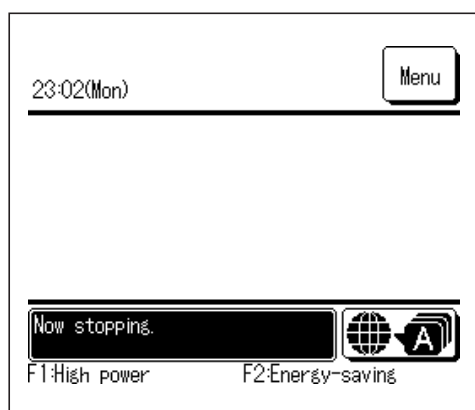 23:02(Mon)
Menu
Now stopping.
A
F1:High power
F2:Energy-saving